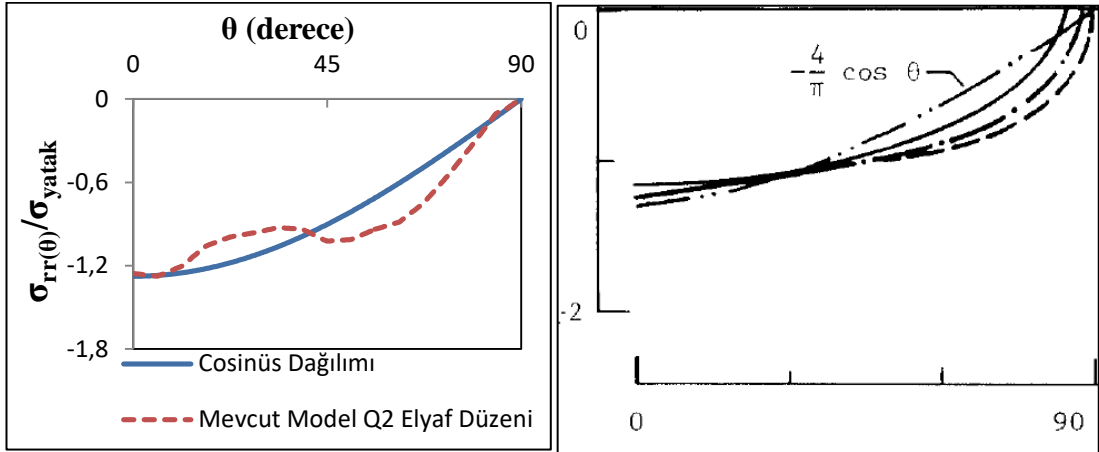 θ (derece)
0
45
90
0
-0,6
-1,2
-1,8
σrr(θ)/σyatak
Cosinüs Dağılımı
Mevcut Model Q2 Elyaf Düzeni
0
-4/π cos θ
-2
0
90